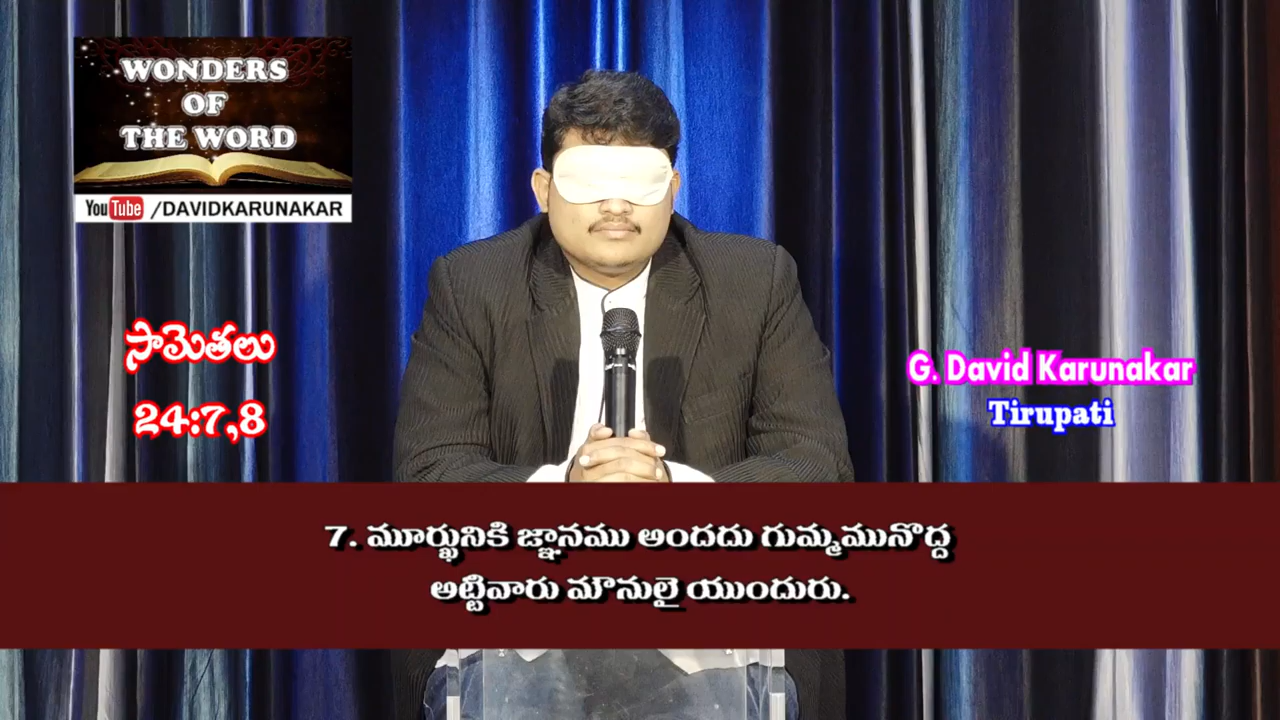 WONDERS
OF
THE WORD
YouTube /DAVIDKARUNAKAR
సామెతలు
24:7,8
G. David Karunakar
Tirupati
7. మూర్ఖునికి జ్ఞానము అందదు గుమ్మమునొద్ద
అట్టివారు మౌనులై యుందురు.